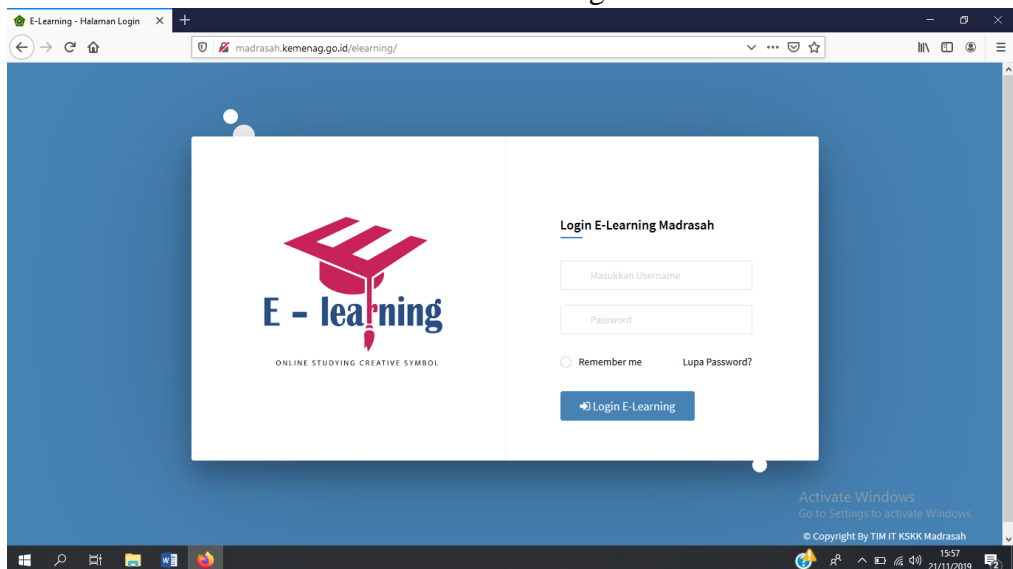 E-Learning - Halaman Login
madrasah.kemenag.go.id/elearning/
E - learning
ONLINE STUDYING CREATIVE SYMBOL
Login E-Learning Madrasah
Masukkan Username
Password
Remember me Lupa Password?
Login E-Learning
Activate Windows
Go to Settings to activate Windows.
© Copyright By TIM IT KSKK Madrasah
15:57
21/11/2019